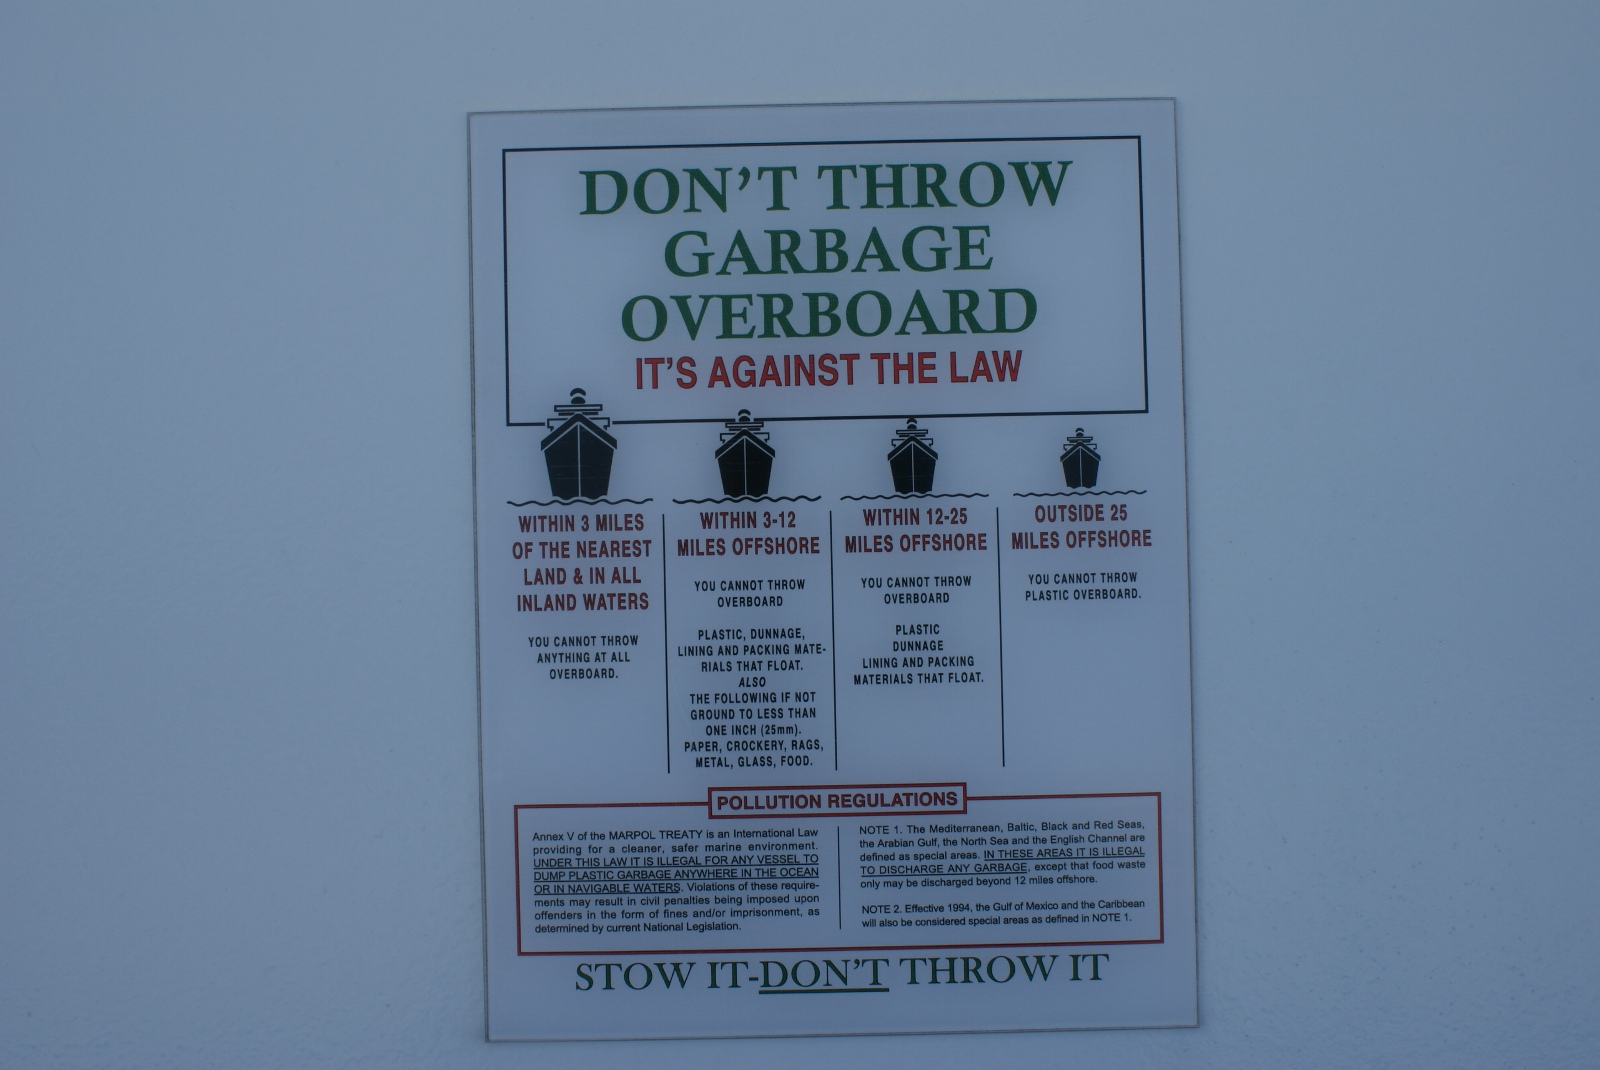 DON'T THROW
GARBAGE
OVERBOARD
IT'S AGAINST THE LAW
WITHIN 3 MILES
OF THE NEAREST
LAND & IN ALL
INLAND WATERS
YOU CANNOT THROW
ANYTHING AT ALL
OVERBOARD.
WITHIN 3-12
MILES OFFSHORE
YOU CANNOT THROW
OVERBOARD
PLASTIC, DUNNAGE,
LINING AND PACKING MATE-
RIALS THAT FLOAT.
ALSO
THE FOLLOWING IF NOT
GROUND TO LESS THAN
ONE INCH (25mm).
PAPER, CROCKERY, RAGS,
METAL, GLASS, FOOD.
WITHIN 12-25
MILES OFFSHORE
YOU CANNOT THROW
OVERBOARD
PLASTIC
DUNNAGE
LINING AND PACKING
MATERIALS THAT FLOAT.
OUTSIDE 25
MILES OFFSHORE
YOU CANNOT THROW
PLASTIC OVERBOARD.
POLLUTION REGULATIONS
Annex V of the MARPOL TREATY is an International Law
providing for a cleaner, safer marine environment.
UNDER THIS LAW IT IS ILLEGAL FOR ANY VESSEL TO
DUMP PLASTIC GARBAGE ANYWHERE IN THE OCEAN
OR IN NAVIGABLE WATERS. Violations of these require-
ments may result in civil penalties being imposed upon
offenders in the form of fines and/or imprisonment, as
determined by current National Legislation.
NOTE 1. The Mediterranean, Baltic, Black and Red Seas,
the Arabian Gulf, the North Sea and the English Channel are
defined as special areas. IN THESE AREAS IT IS ILLEGAL
TO DISCHARGE ANY GARBAGE, except that food waste
only may be discharged beyond 12 miles offshore.
NOTE 2. Effective 1994, the Gulf of Mexico and the Caribbean
will also be considered special areas as defined in NOTE 1.
STOW IT-DON'T THROW IT